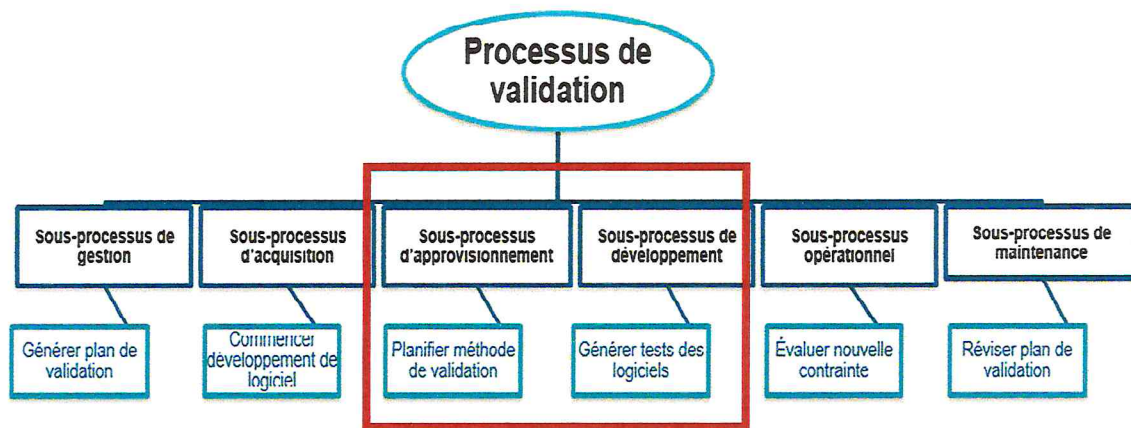 Processus de
validation
Sous-processus de
gestion
Sous-processus
d'acquisition
Sous-processus
d'approvisionnement
Sous-processus de
développement
Sous-processus
opérationnel
Sous-processus de
maintenance
Générer plan de
validation
Commencer
développement de
logiciel
Planifier méthode
de validation
Générer tests des
logiciels
Évaluer nouvelle
contrainte
Réviser plan de
validation